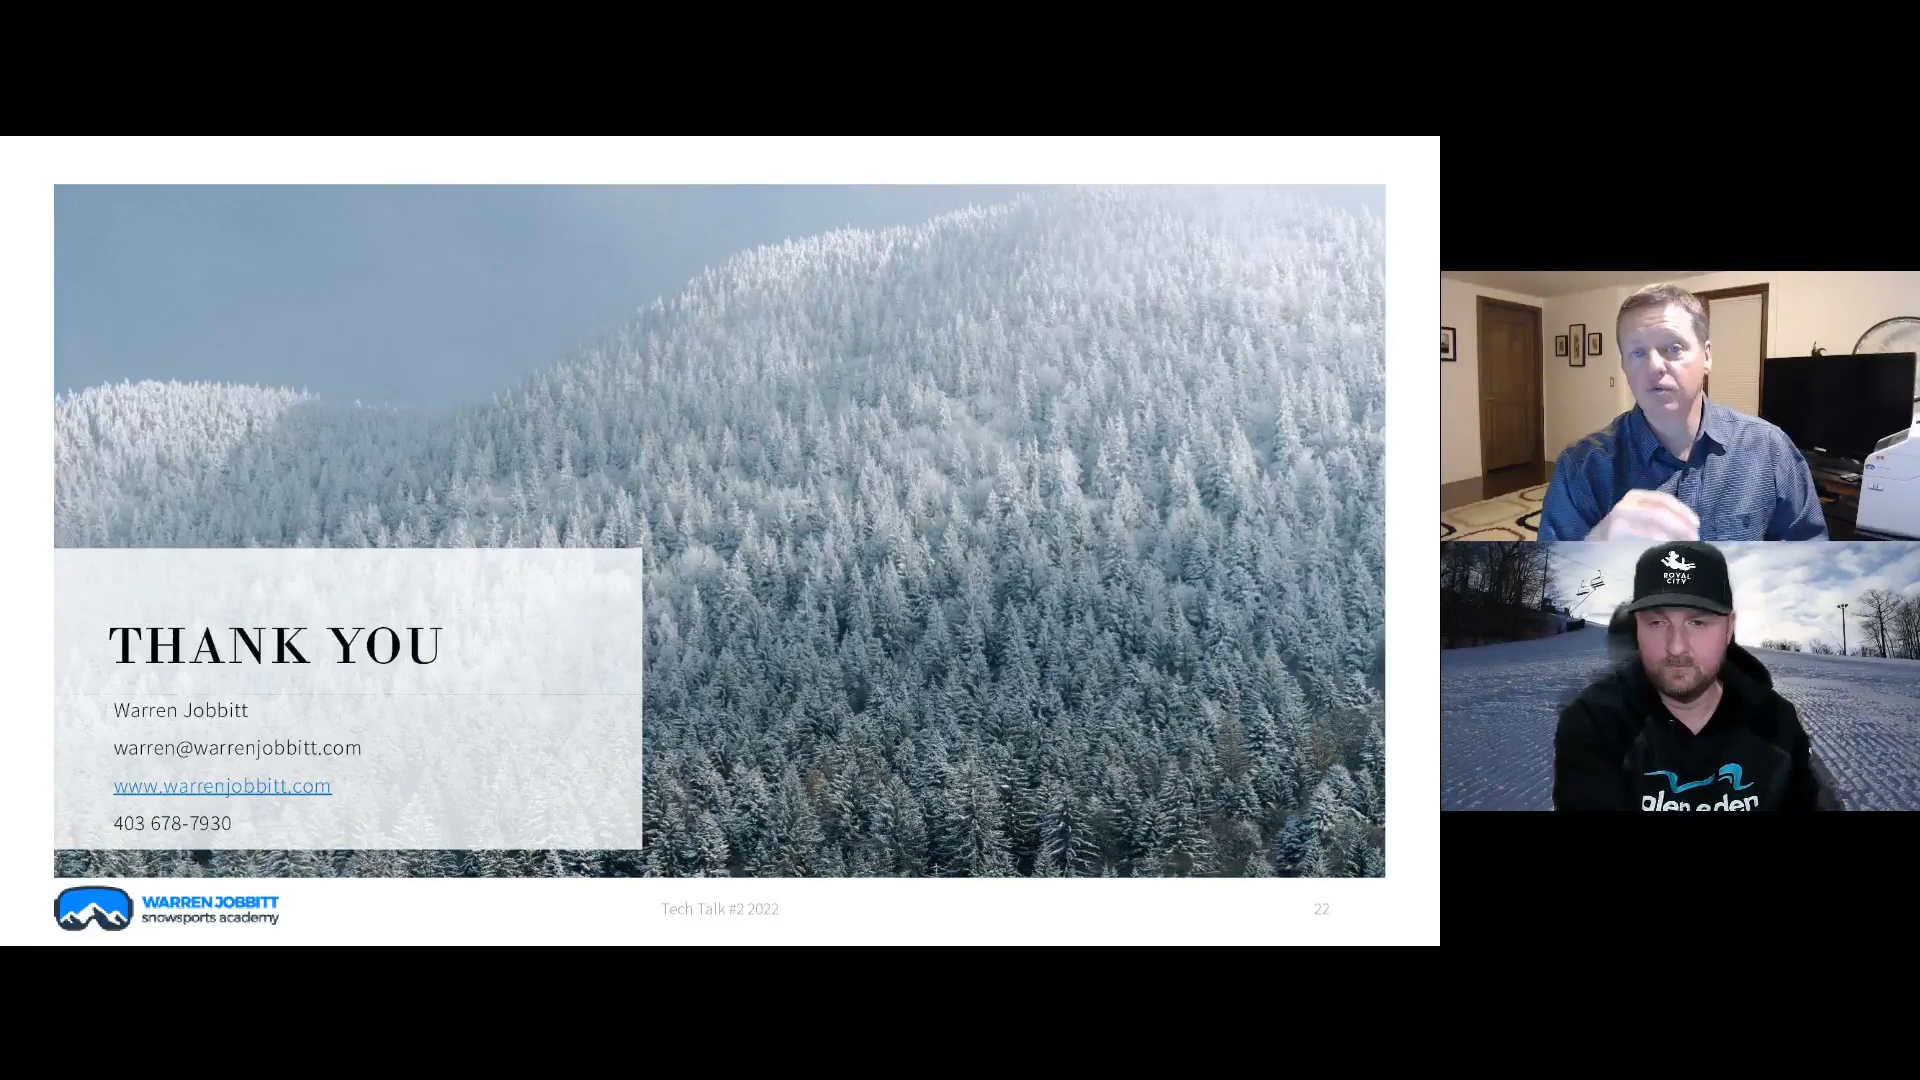 THANK YOU
Warren Jobbitt
warren@warrenjobbitt.com
www.warrenjobbitt.com
403 678-7930
WARREN JOBBITT
snowsports academy
Tech Talk #2 2022
22
ROYAL
CITY
glen eden